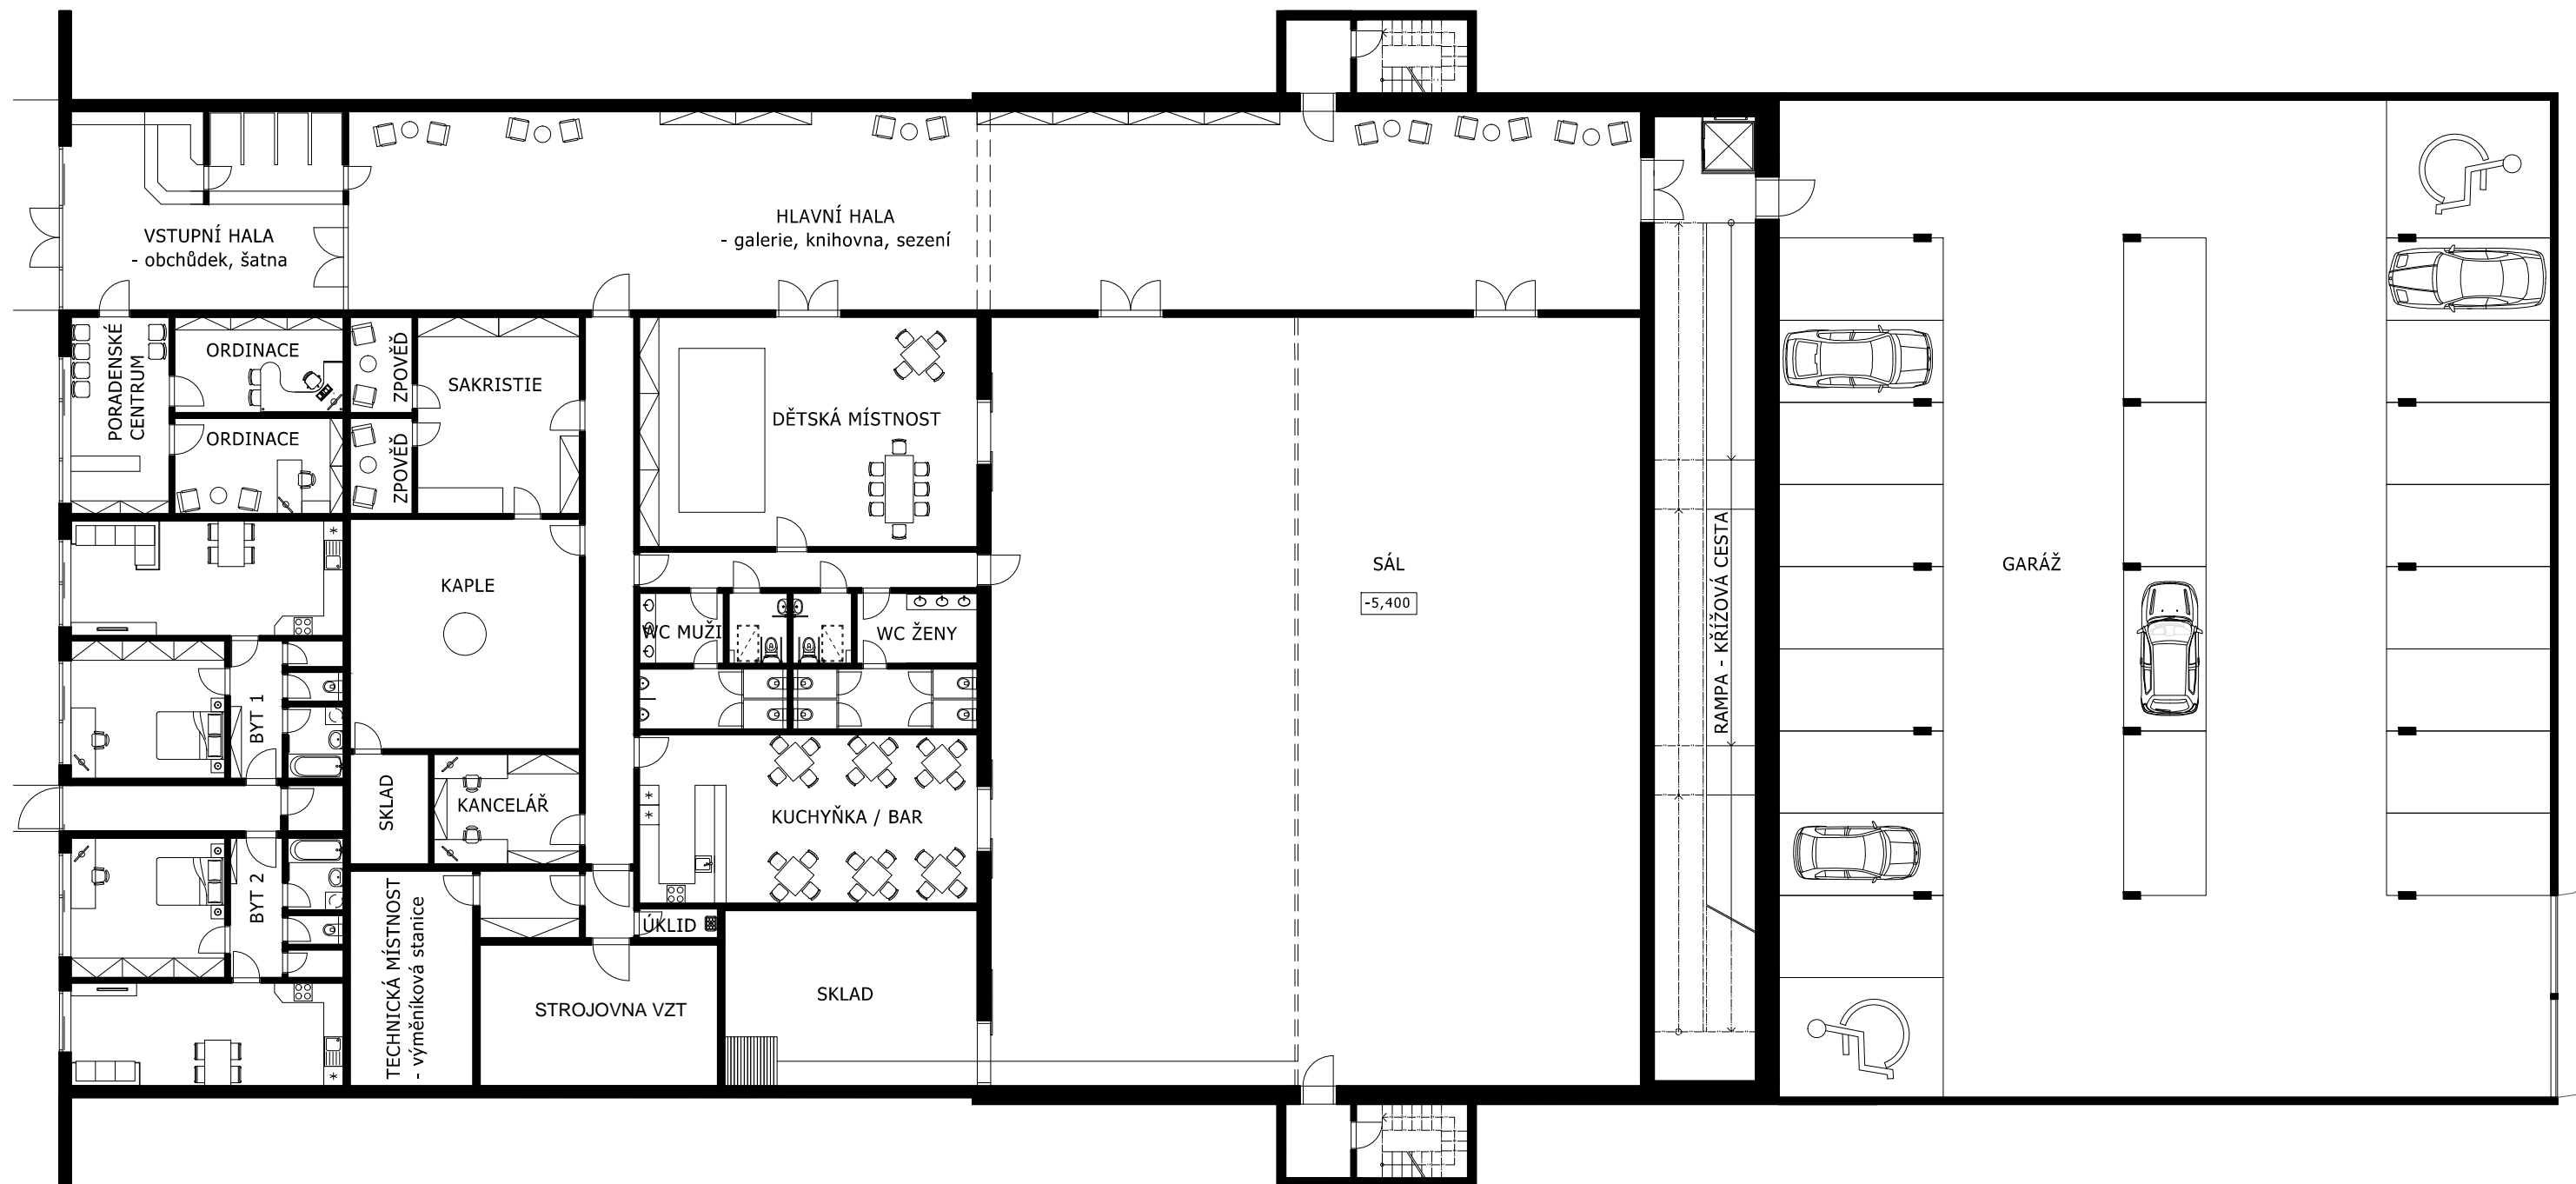 VSTUPNÍ HALA
- obchůdek, šatna
HLAVNÍ HALA
- galerie, knihovna, sezení
PORADENSKÉ
CENTRUM
ORDINACE
ORDINACE
ZPOVĚĎ
ZPOVĚĎ
SAKRISTIE
DĚTSKÁ MÍSTNOST
KAPLE
SÁL
-5,400
RAMPA - KŘÍŽOVÁ CESTA
GARÁŽ
WC MUŽI
WC ŽENY
BYT 1
SKLAD
KANCELÁŘ
KUCHYŇKA / BAR
BYT 2
TECHNICKÁ MÍSTNOST
- výměníková stanice
ÚKLID
STROJOVNA VZT
SKLAD